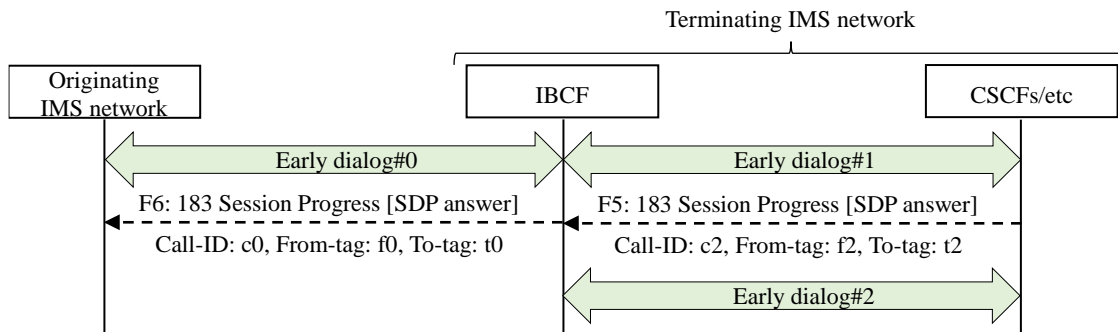 Terminating IMS network
Originating
IMS network
IBCF
CSCFs/etc
Early dialog#0
Early dialog#1
F6: 183 Session Progress [SDP answer]
F5: 183 Session Progress [SDP answer]
Call-ID: c0, From-tag: f0, To-tag: t0
Call-ID: c2, From-tag: f2, To-tag: t2
Early dialog#2